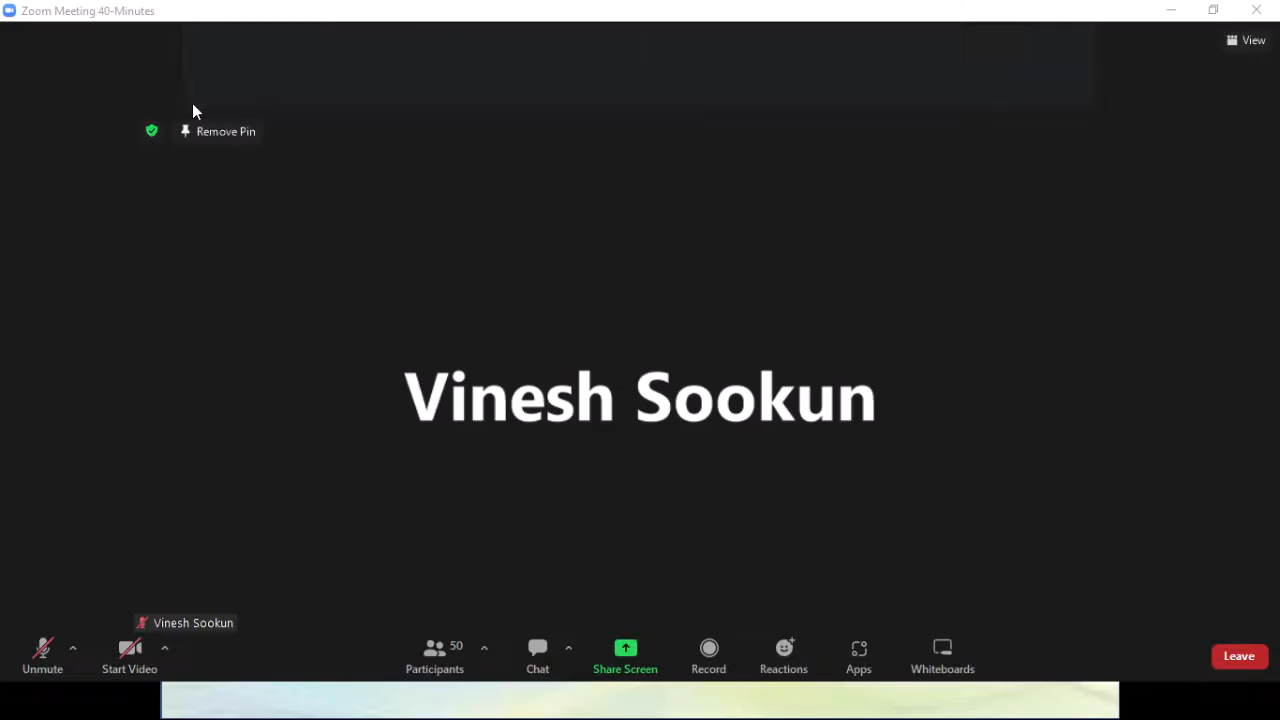 Zoom Meeting 40-Minutes
View
Remove Pin
Vinesh Sookun
Vinesh Sookun
50
Unmute Start Video Participants Chat Share Screen Record Reactions Apps Whiteboards Leave